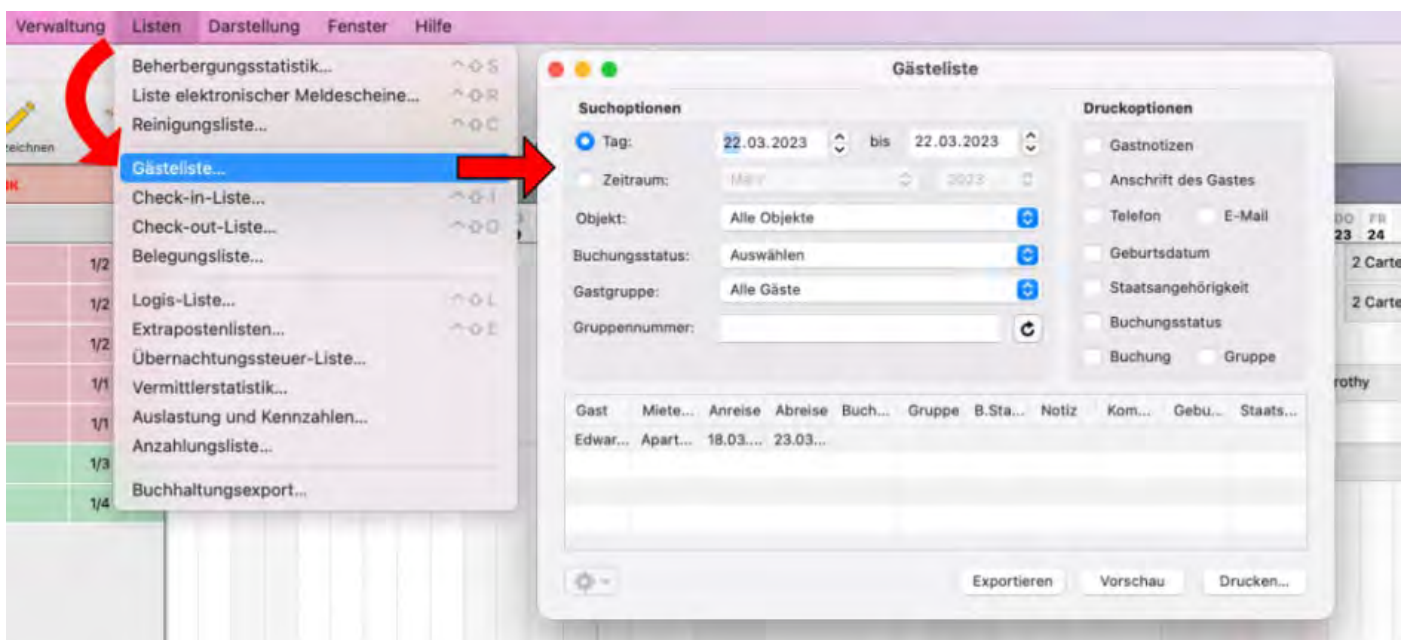 Verwaltung Listen Darstellung Fenster Hilfe
zeichnen
Beherbergungsstatistik... ^⇧S
Liste elektronischer Meldescheine... ^⇧R
Reinigungsliste... ^⇧C
Gästeliste...
Check-in-Liste... ^⇧I
Check-out-Liste... ^⇧O
Belegungsliste...
Logis-Liste... ^⇧L
Extrapostenlisten... ^⇧E
Übernachtungssteuer-Liste...
Vermittlerstatistik...
Auslastung und Kennzahlen...
Anzahlungsliste...
Buchhaltungsexport...
1/2
1/2
1/2
1/1
1/1
1/3
1/4
Gästeliste
Suchoptionen
Tag: 22.03.2023 bis 22.03.2023
Zeitraum: März 2023
Objekt: Alle Objekte
Buchungsstatus: Auswählen
Gastgruppe: Alle Gäste
Gruppennummer:
Druckoptionen
Gastnotizen
Anschrift des Gastes
Telefon E-Mail
Geburtsdatum
Staatsangehörigkeit
Buchungsstatus
Buchung Gruppe
Gast Miete... Anreise Abreise Buch... Gruppe B.Sta... Notiz Kom... Gebu... Staats...
Edwar... Apart... 18.03.... 23.03...
Exportieren Vorschau Drucken...
DO FR
23 24
2 Carte
2 Carte
rothy